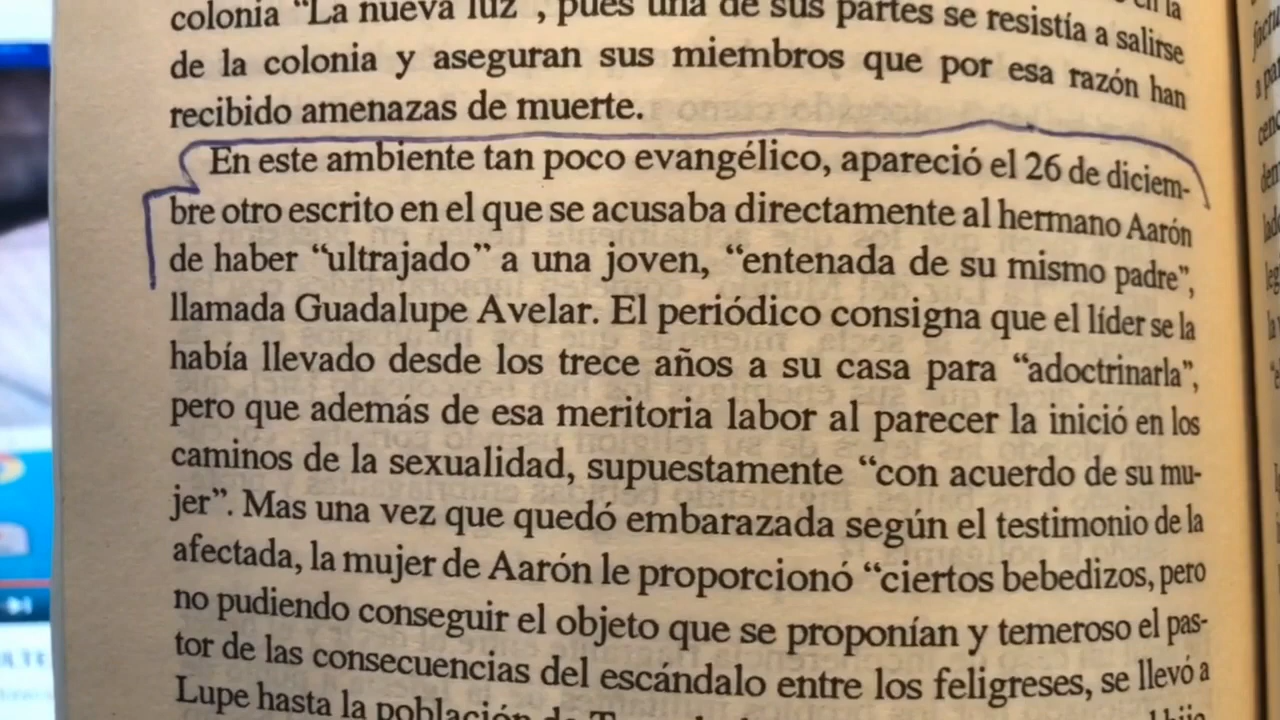 colonia "La nueva luz", pues una de sus partes se resistía a salirse
de la colonia y aseguran sus miembros que por esa razón han
recibido amenazas de muerte.
En este ambiente tan poco evangélico, apareció el 26 de diciem-
bre otro escrito en el que se acusaba directamente al hermano Aarón
de haber “ultrajado” a una joven, “entenada de su mismo padre”,
llamada Guadalupe Avelar. El periódico consigna que el líder se la
había llevado desde los trece años a su casa para “adoctrinarla”,
pero que además de esa meritoria labor al parecer la inició en los
caminos de la sexualidad, supuestamente “con acuerdo de su mu-
jer”. Mas una vez que quedó embarazada según el testimonio de la
afectada, la mujer de Aarón le proporcionó “ciertos bebedizos, pero
no pudiendo conseguir el objeto que se proponían y temeroso el pas-
tor de las consecuencias del escándalo entre los feligreses, se llevó a
Lupe hasta la población de